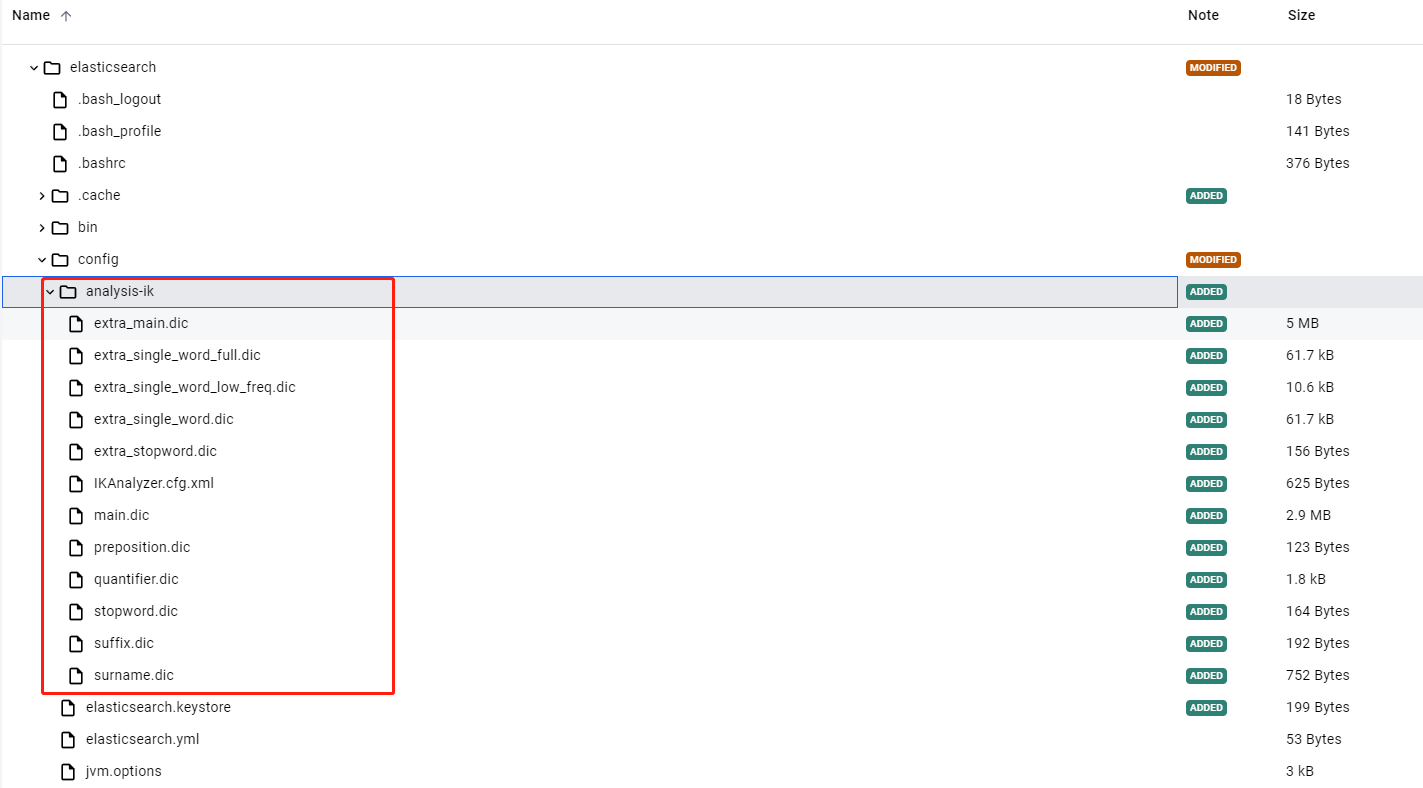 Name Note Size
elasticsearch MODIFIED
.bash_logout 18 Bytes
.bash_profile 141 Bytes
.bashrc 376 Bytes
.cache ADDED
bin
config MODIFIED
analysis-ik ADDED
extra_main.dic ADDED 5 MB
extra_single_word_full.dic ADDED 61.7 kB
extra_single_word_low_freq.dic ADDED 10.6 kB
extra_single_word.dic ADDED 61.7 kB
extra_stopword.dic ADDED 156 Bytes
IKAnalyzer.cfg.xml ADDED 625 Bytes
main.dic ADDED 2.9 MB
preposition.dic ADDED 123 Bytes
quantifier.dic ADDED 1.8 kB
stopword.dic ADDED 164 Bytes
suffix.dic ADDED 192 Bytes
surname.dic ADDED 752 Bytes
elasticsearch.keystore ADDED 199 Bytes
elasticsearch.yml 53 Bytes
jvm.options 3 kB